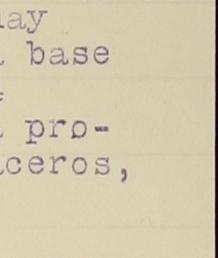 ay
base
pro-
ceros,